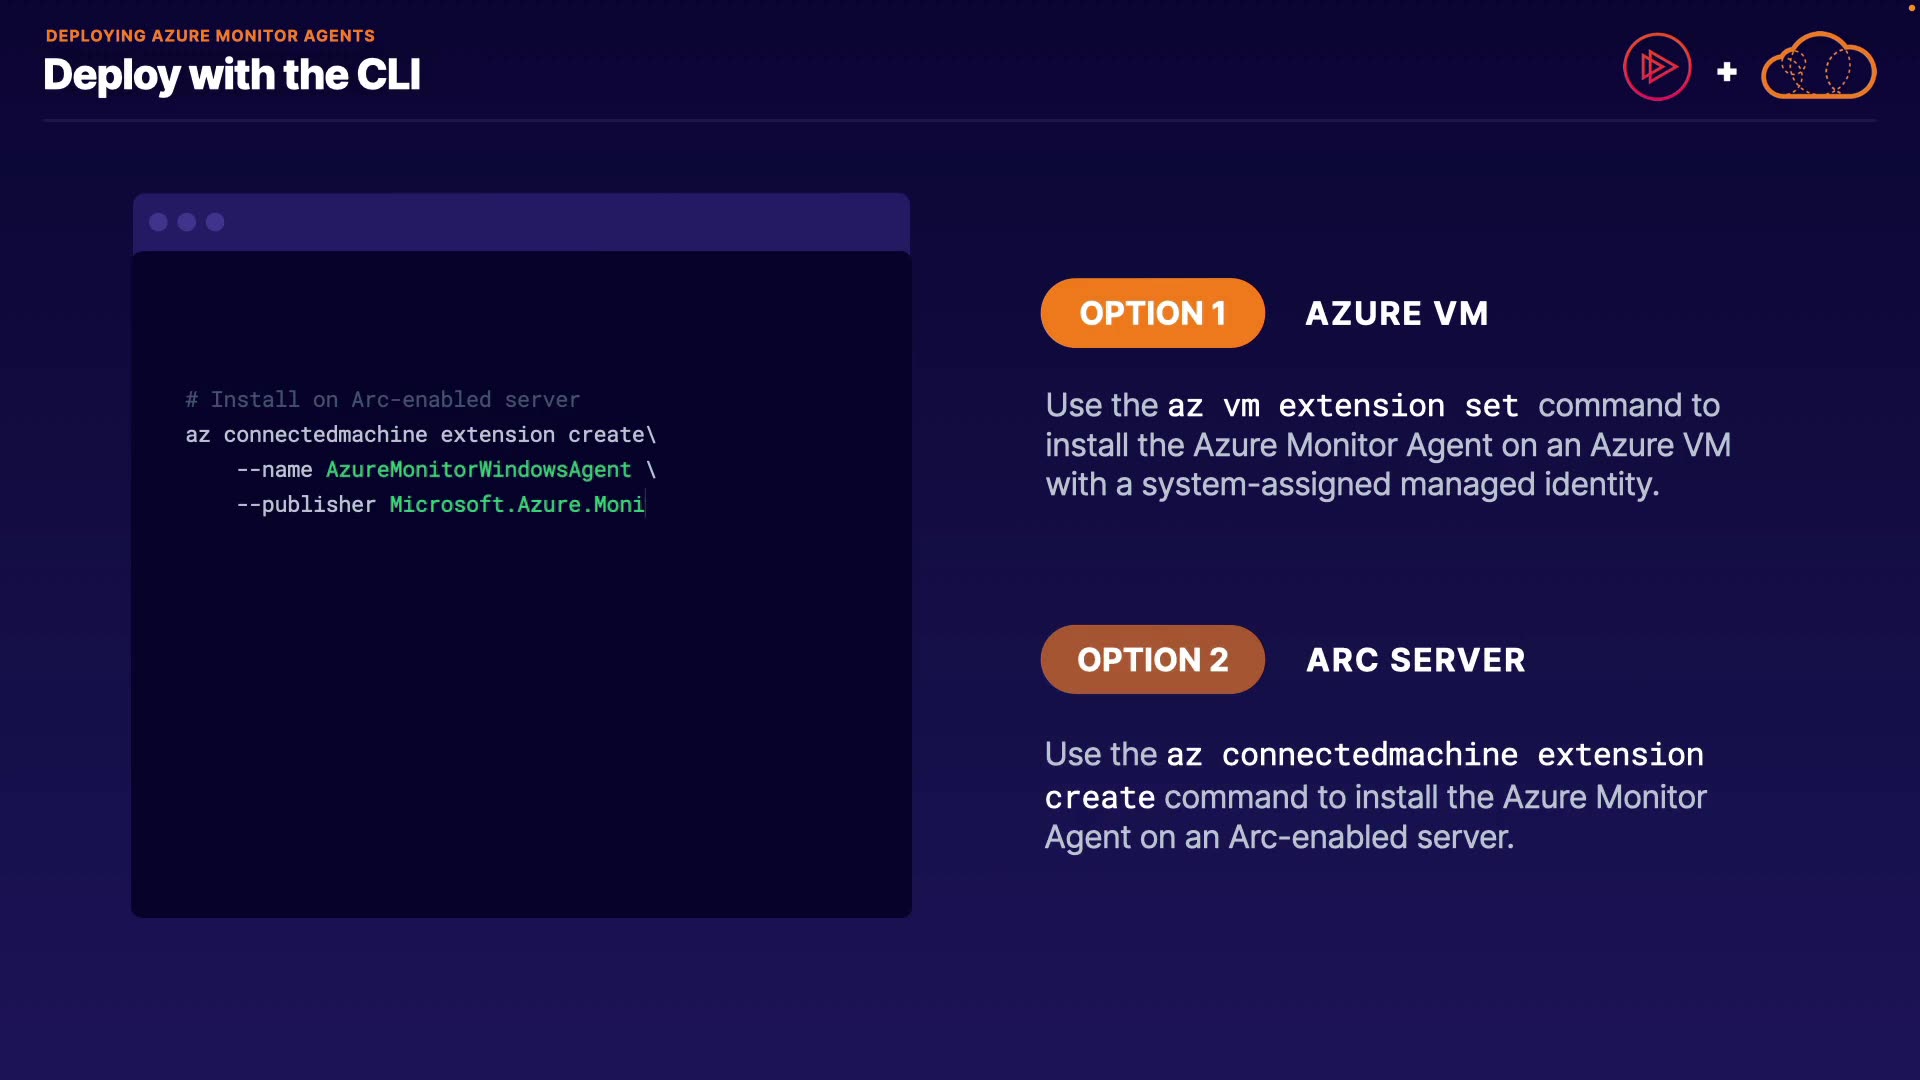 DEPLOYING AZURE MONITOR AGENTS
Deploy with the CLI
# Install on Arc-enabled server
az connectedmachine extension create\
    --name AzureMonitorWindowsAgent \
    --publisher Microsoft.Azure.Moni
OPTION 1
AZURE VM
Use the az vm extension set command to
install the Azure Monitor Agent on an Azure VM
with a system-assigned managed identity.
OPTION 2
ARC SERVER
Use the az connectedmachine extension
create command to install the Azure Monitor
Agent on an Arc-enabled server.